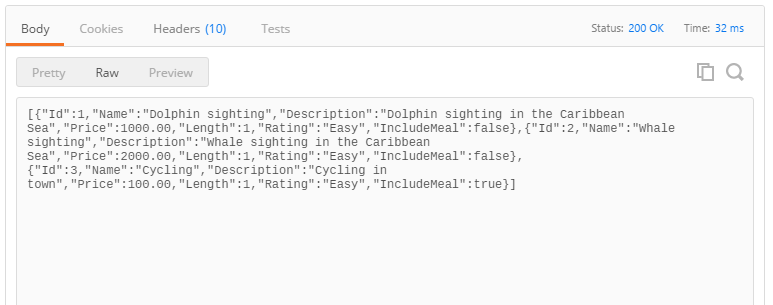 Body Cookies Headers (10) Tests Status: 200 OK Time: 32 ms
Pretty Raw Preview
[{"Id":1,"Name":"Dolphin sighting","Description":"Dolphin sighting in the Caribbean
Sea","Price":1000.00,"Length":1,"Rating":"Easy","IncludeMeal":false},{"Id":2,"Name":"Whale
sighting","Description":"Whale sighting in the Caribbean
Sea","Price":2000.00,"Length":1,"Rating":"Easy","IncludeMeal":false},
{"Id":3,"Name":"Cycling","Description":"Cycling in
town","Price":100.00,"Length":1,"Rating":"Easy","IncludeMeal":true}]